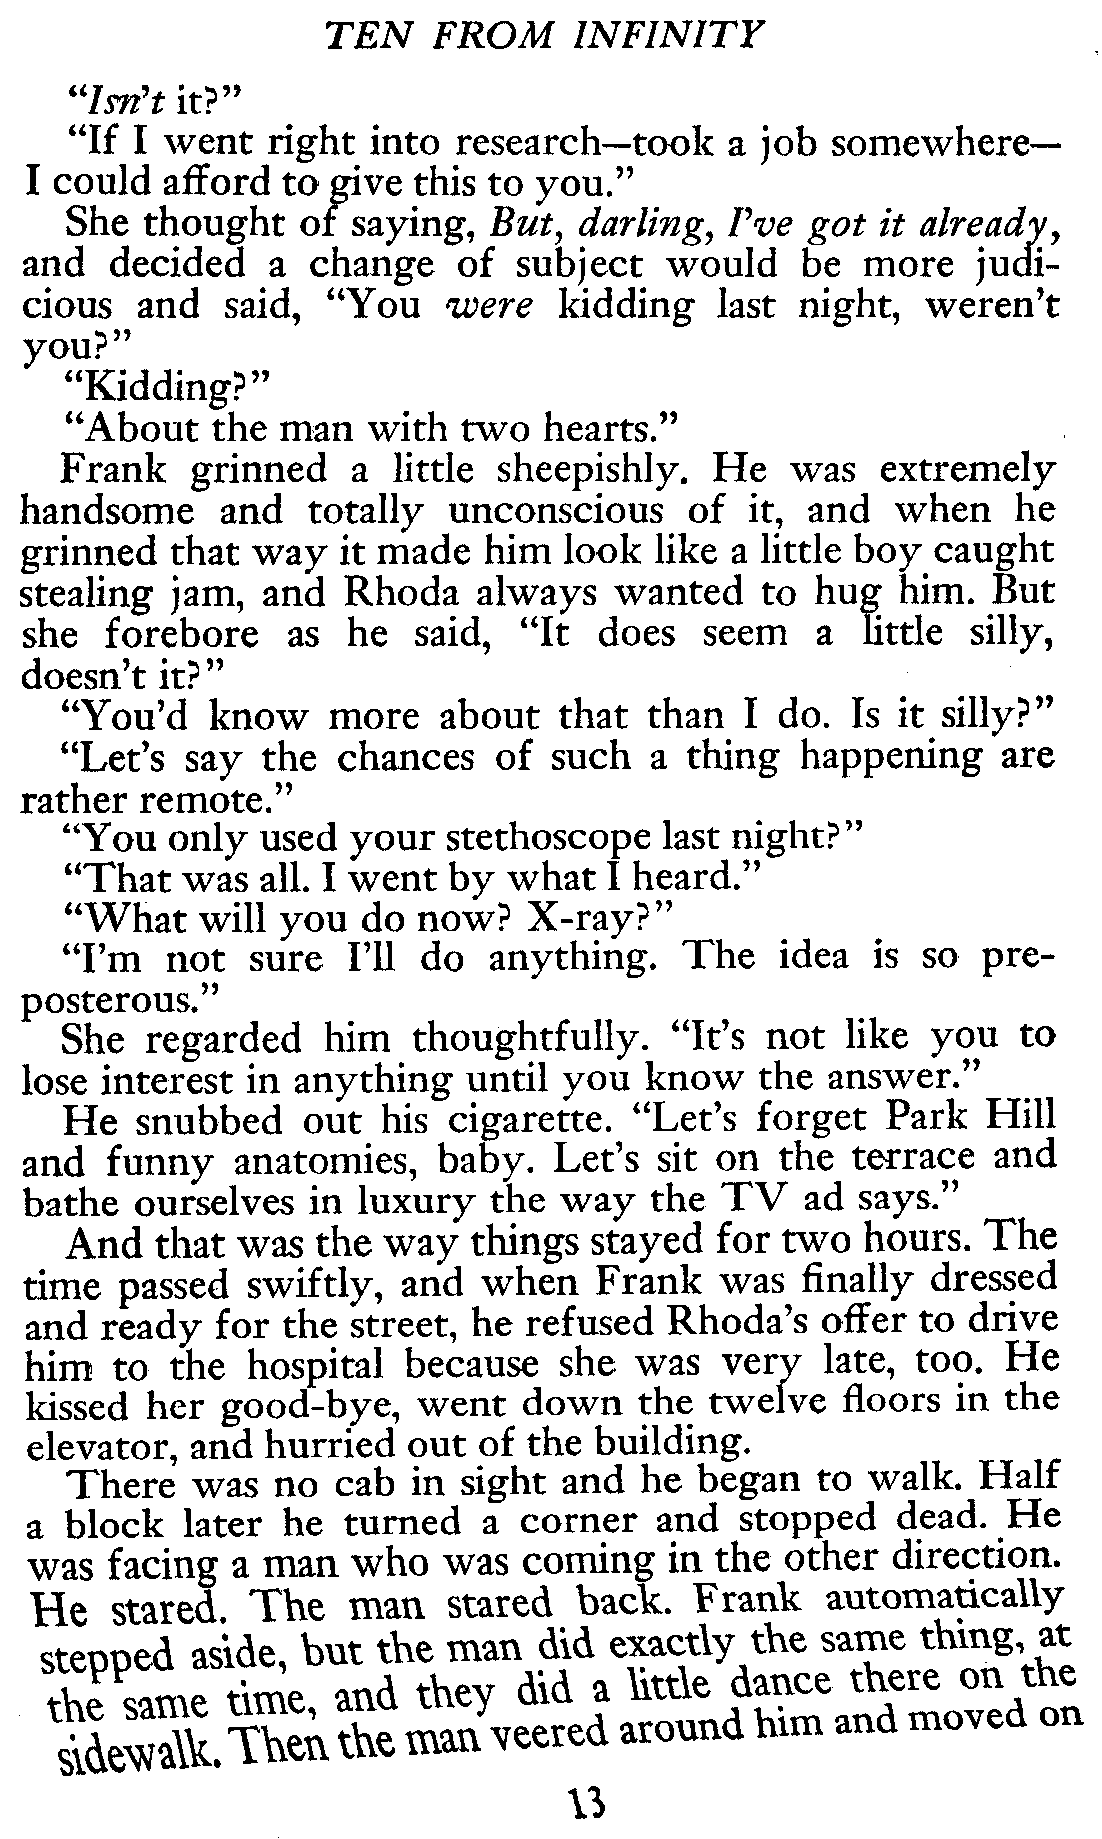 TEN FROM INFINITY
“Isn’t it?”
“If I went right into research—took a job somewhere—
I could afford to give this to you.”
She thought of saying, But, darling, I’ve got it already,
and decided a change of subject would be more judi-
cious and said, “You were kidding last night, weren’t
you?”
“Kidding?”
“About the man with two hearts.”
Frank grinned a little sheepishly. He was extremely
handsome and totally unconscious of it, and when he
grinned that way it made him look like a little boy caught
stealing jam, and Rhoda always wanted to hug him. But
she forebore as he said, “It does seem a little silly,
doesn’t it?”
“You’d know more about that than I do. Is it silly?”
“Let’s say the chances of such a thing happening are
rather remote.”
“You only used your stethoscope last night?”
“That was all. I went by what I heard.”
“What will you do now? X-ray?”
“I’m not sure I’ll do anything. The idea is so pre-
posterous.”
She regarded him thoughtfully. “It’s not like you to
lose interest in anything until you know the answer.”
He snubbed out his cigarette. “Let’s forget Park Hill
and funny anatomies, baby. Let’s sit on the terrace and
bathe ourselves in luxury the way the TV ad says.”
And that was the way things stayed for two hours. The
time passed swiftly, and when Frank was finally dressed
and ready for the street, he refused Rhoda’s offer to drive
him to the hospital because she was very late, too. He
kissed her good-bye, went down the twelve floors in the
elevator, and hurried out of the building.
There was no cab in sight and he began to walk. Half
a block later he turned a corner and stopped dead. He
was facing a man who was coming in the other direction.
He stared. The man stared back. Frank automatically
stepped aside, but the man did exactly the same thing, at
the same time, and they did a little dance there on the
sidewalk. Then the man veered around him and moved on
13